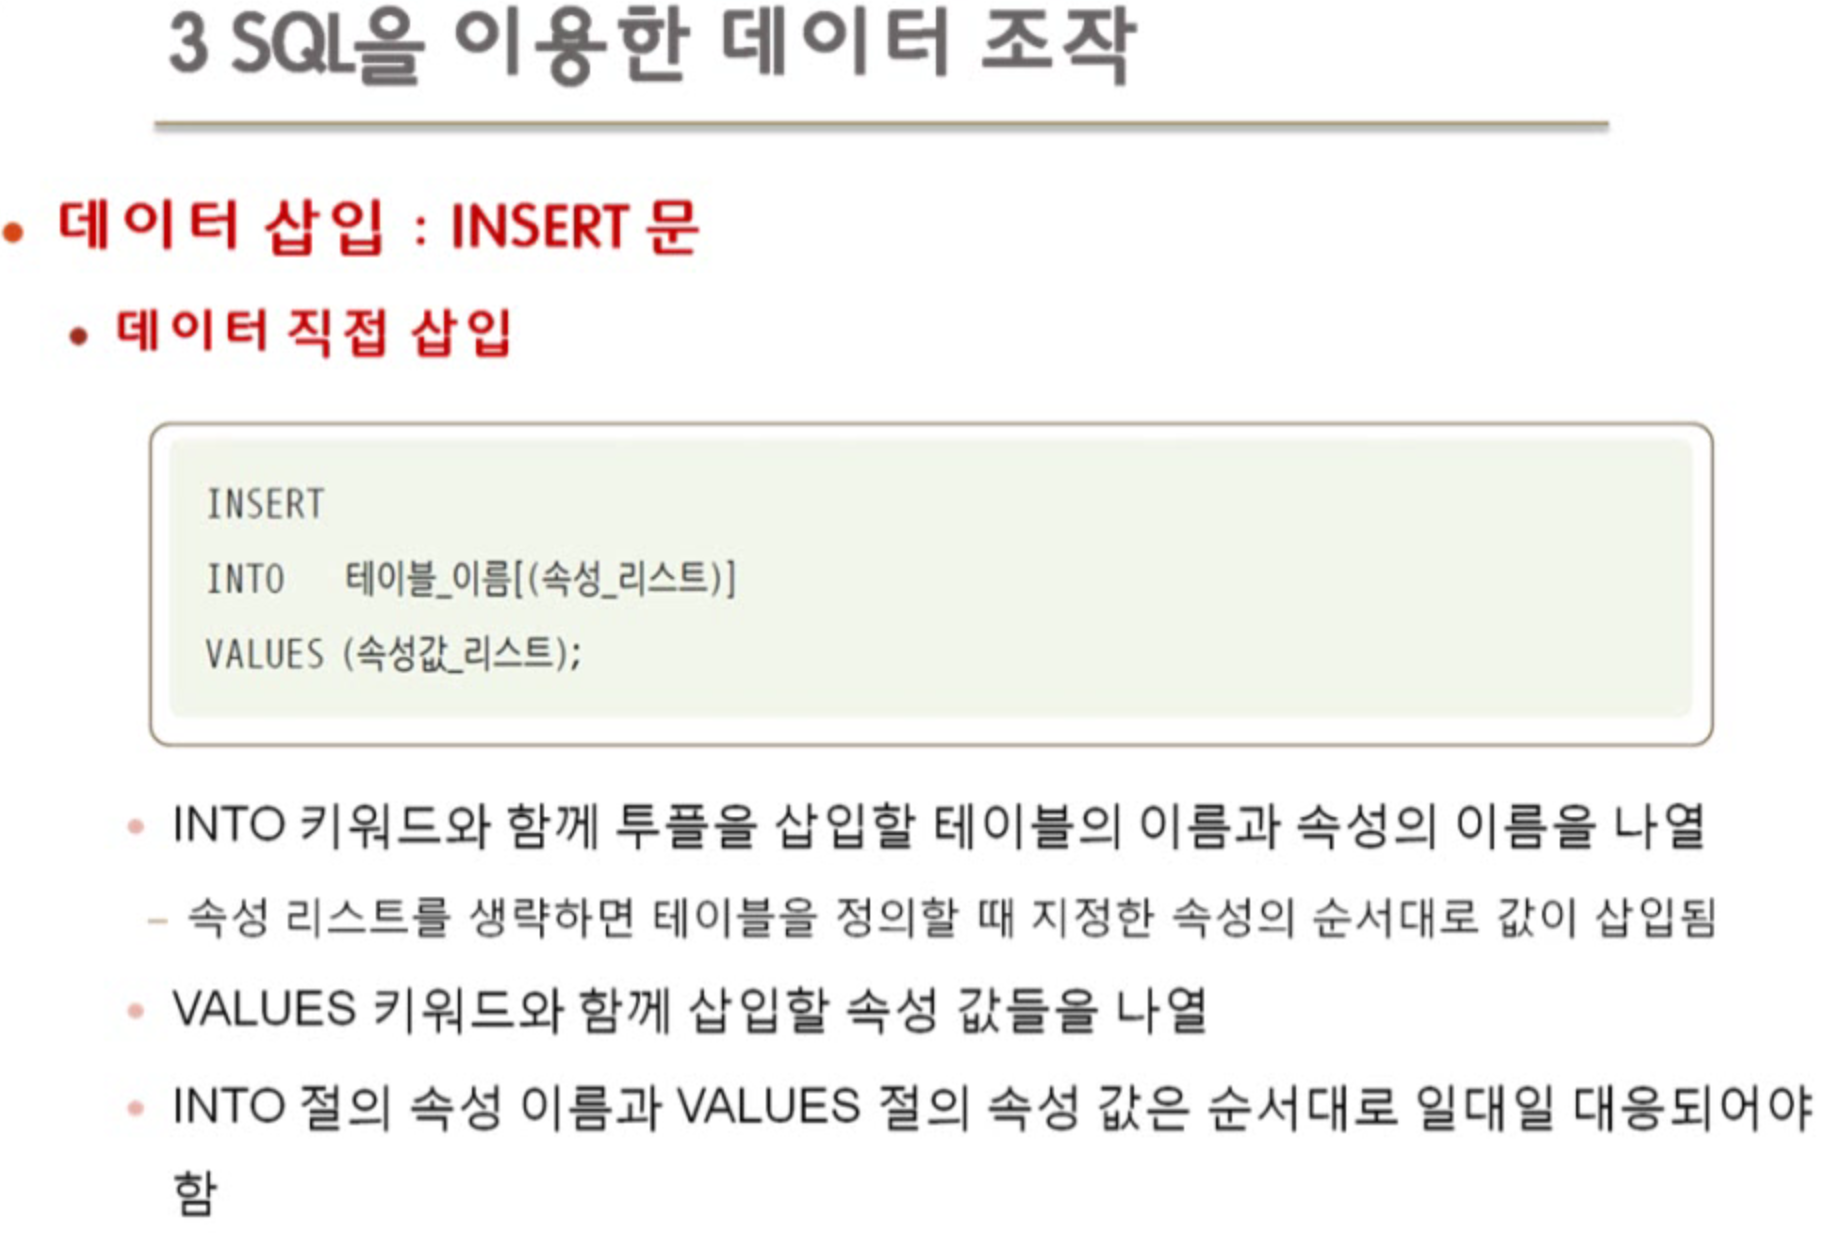 3 SQL을 이용한 데이터 조작
• 데이터 삽입 : INSERT 문
• 데이터 직접 삽입
INSERT
INTO 테이블_이름[(속성_리스트)]
VALUES (속성값_리스트);
• INTO 키워드와 함께 투플을 삽입할 테이블의 이름과 속성의 이름을 나열
– 속성 리스트를 생략하면 테이블을 정의할 때 지정한 속성의 순서대로 값이 삽입됨
• VALUES 키워드와 함께 삽입할 속성 값들을 나열
• INTO 절의 속성 이름과 VALUES 절의 속성 값은 순서대로 일대일 대응되어야
함